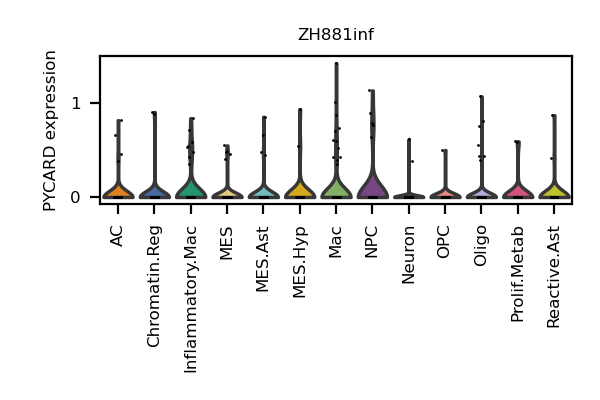 ZH881inf
PYCARD expression
1
0
AC
Chromatin.Reg
Inflammatory.Mac
MES
MES.Ast
MES.Hyp
Mac
NPC
Neuron
OPC
Oligo
Prolif.Metab
Reactive.Ast